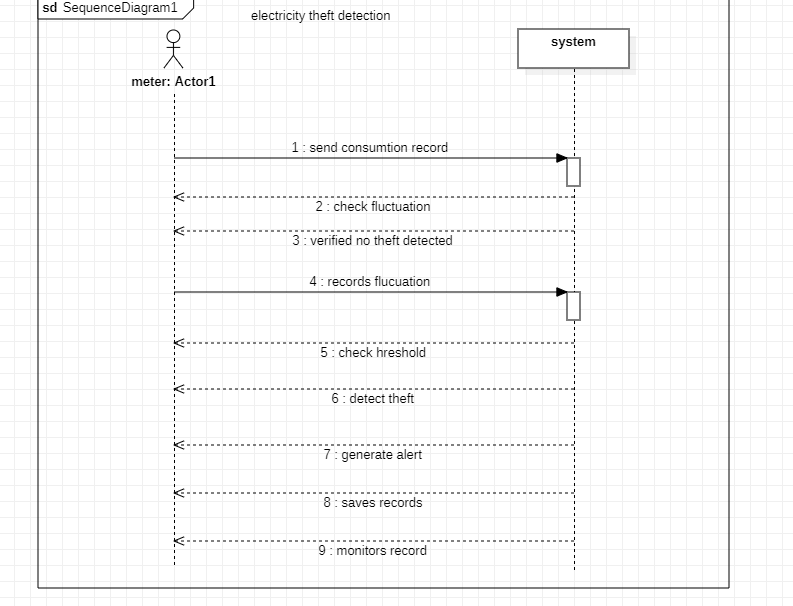 sd SequenceDiagram1
electricity theft detection
system
meter: Actor1
1 : send consumtion record
2 : check fluctuation
3 : verified no theft detected
4 : records flucuation
5 : check hreshold
6 : detect theft
7 : generate alert
8 : saves records
9 : monitors record